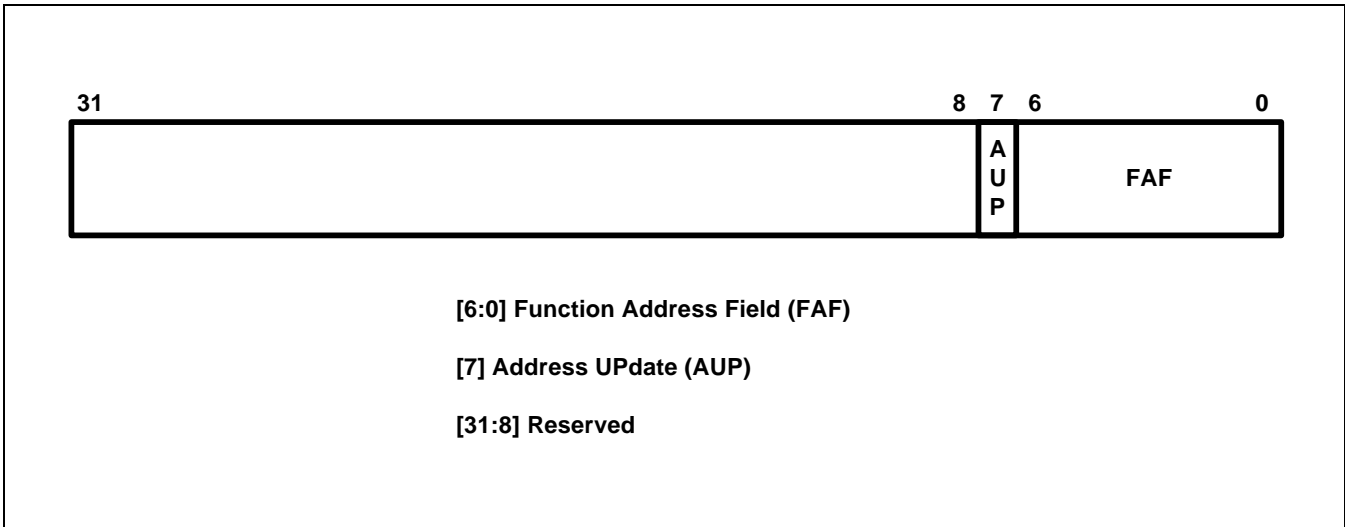 31 8 7 6 0
A
U
P
FAF
[6:0] Function Address Field (FAF)
[7] Address UPdate (AUP)
[31:8] Reserved